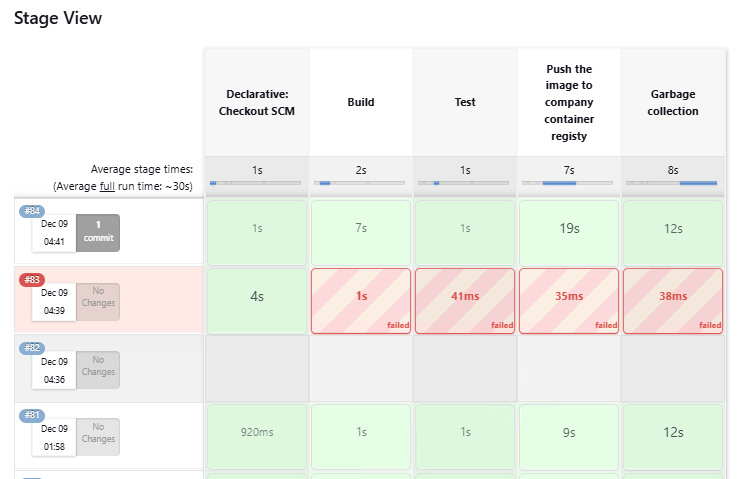 Stage View
Declarative:
Checkout SCM
Build
Test
Push the
image to
company
container
registy
Garbage
collection
Average stage times:
(Average full run time: ~30s)
1s
2s
1s
7s
8s
#84
Dec 09
04:41
1
commit
1s
7s
1s
19s
12s
#83
Dec 09
04:39
No
Changes
4s
1s
failed
41ms
failed
35ms
failed
38ms
failed
#82
Dec 09
04:36
No
Changes
#81
Dec 09
01:58
No
Changes
920ms
1s
1s
9s
12s